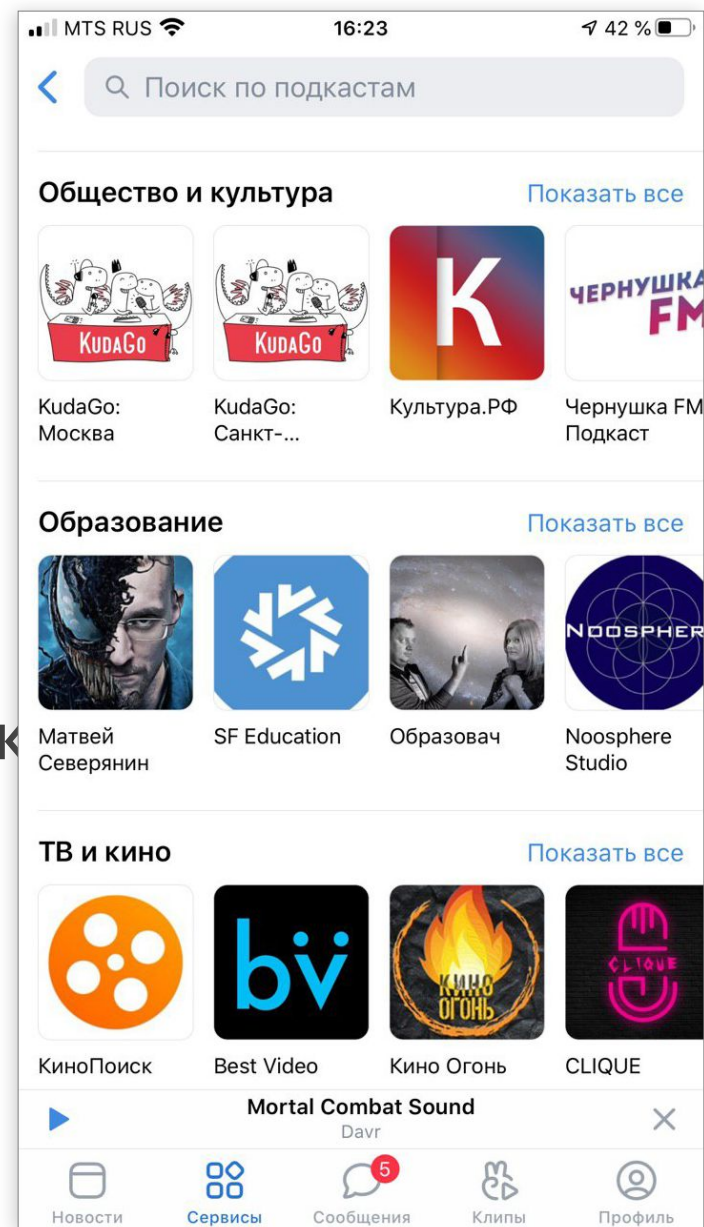 MTS RUS 16:23 42 %
Поиск по подкастам
Общество и культура Показать все
KUDAGO KUDAGO К ЧЕРНУШКА
FM
KudaGo: KudaGo: Культура.РФ Чернушка FM
Москва Санкт-... Подкаст
Образование Показать все
NOOSPHER
К
Матвей SF Education Образовач Noosphere
Северянин Studio
ТВ и кино Показать все
bv КИНО ОГОНЬ CLIQUE
КиноПоиск Best Video Кино Огонь CLIQUE
Mortal Combat Sound
Davr
5
Новости Сервисы Сообщения Клипы Профиль